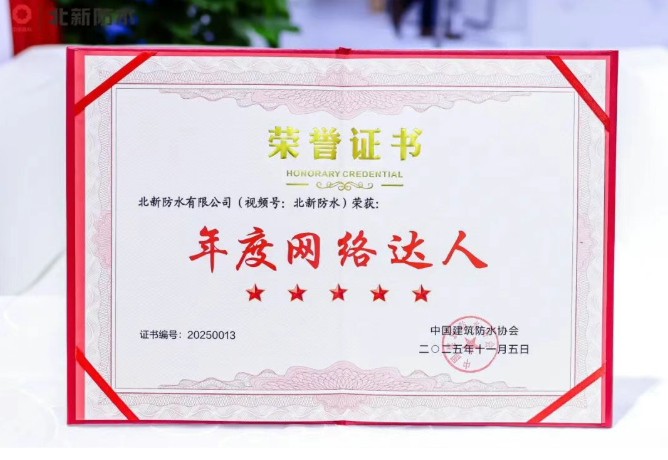 北新防水
荣誉证书
HONORARY CREDENTIAL
北新防水有限公司（视频号：北新防水）荣获：
年度网络达人
证书编号：20250013
中国建筑防水协会
二〇二五年十一月五日